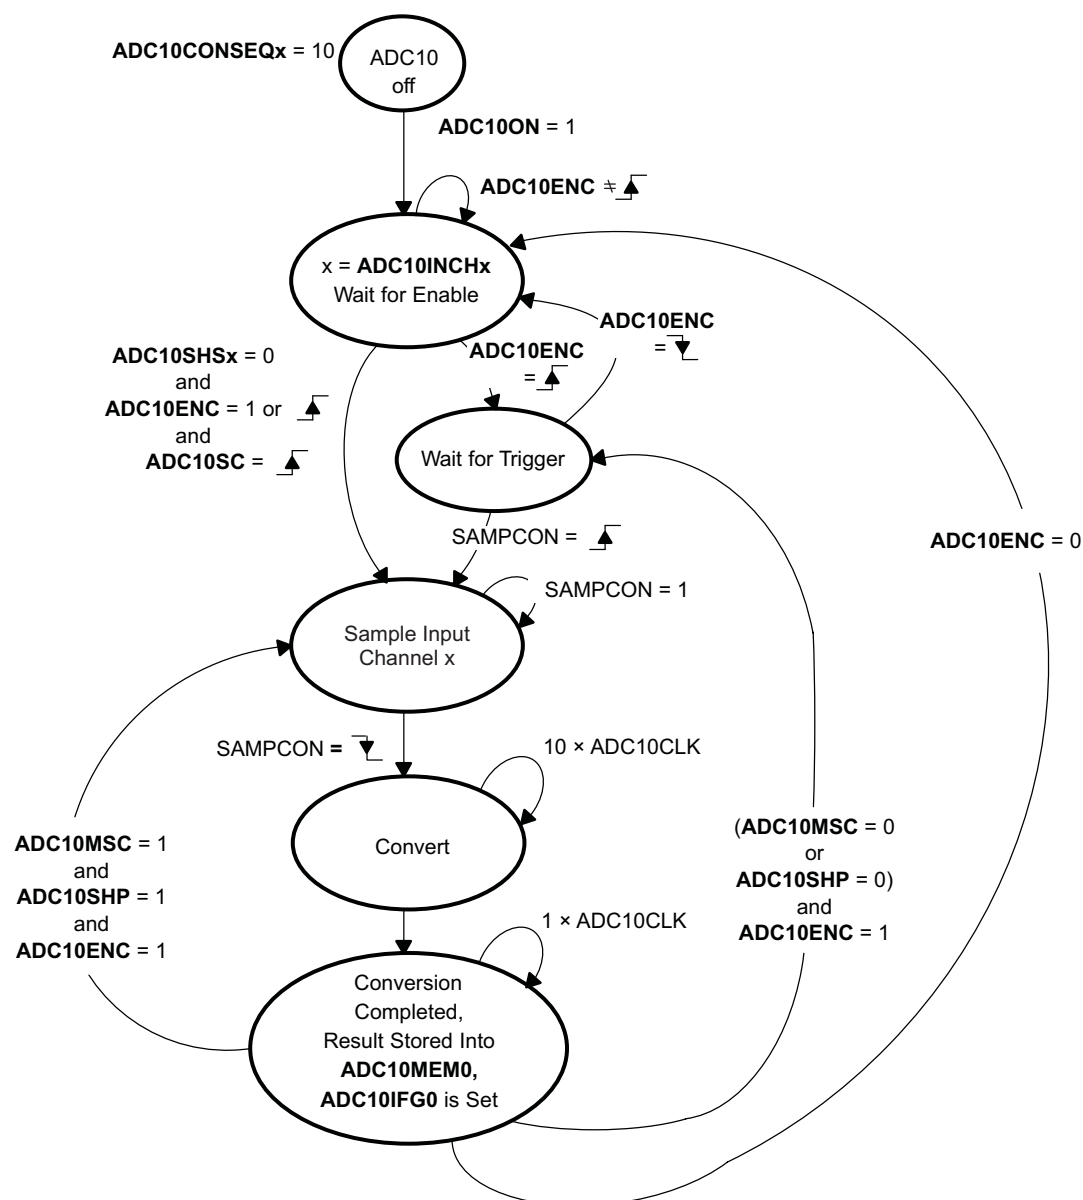 ADC10CONSEQx = 10
ADC10
off
ADC10ON = 1
ADC10ENC ≠
x = ADC10INCHx
Wait for Enable
ADC10ENC
=
ADC10ENC
=
ADC10SHSx = 0
and
ADC10ENC = 1 or
and
ADC10SC =
Wait for Trigger
SAMPCON =
ADC10ENC = 0
SAMPCON = 1
Sample Input
Channel x
SAMPCON =
10 × ADC10CLK
Convert
(ADC10MSC = 0
or
ADC10SHP = 0)
and
ADC10ENC = 1
ADC10MSC = 1
and
ADC10SHP = 1
and
ADC10ENC = 1
1 × ADC10CLK
Conversion
Completed,
Result Stored Into
ADC10MEM0,
ADC10IFG0 is Set